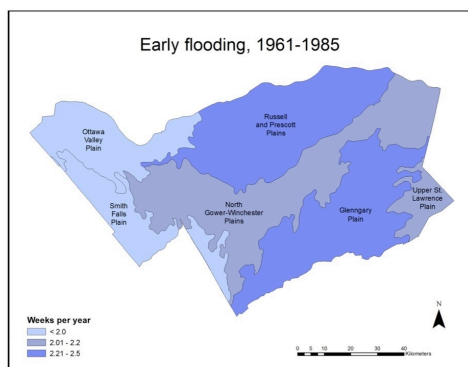 Early flooding, 1961-1985
Ottawa
Valley
Plain
Russell
and Prescott
Plains
Smith
Falls
Plain
North
Gower-Winchester
Plains
Glenngary
Plain
Upper St.
Lawrence
Plain
Weeks per year
< 2.0
2.01 - 2.2
2.21 - 2.5
N
0 5 10 20 30 40
Kilometers